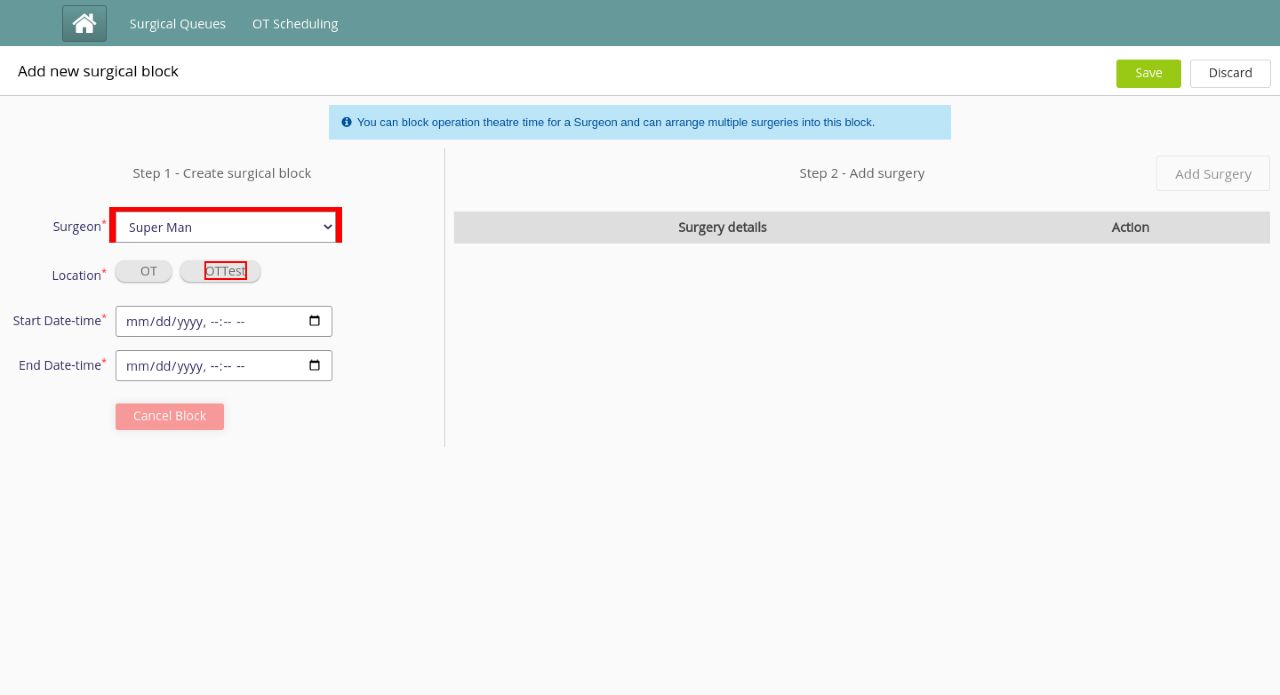 Surgical Queues OT Scheduling
Add new surgical block
Save Discard
You can block operation theatre time for a Surgeon and can arrange multiple surgeries into this block.
Step 1 - Create surgical block
Surgeon* Super Man
Location* OT OTTest
Start Date-time* mm/dd/yyyy, --:-- --
End Date-time* mm/dd/yyyy, --:-- --
Cancel Block
Step 2 - Add surgery Add Surgery
Surgery details Action